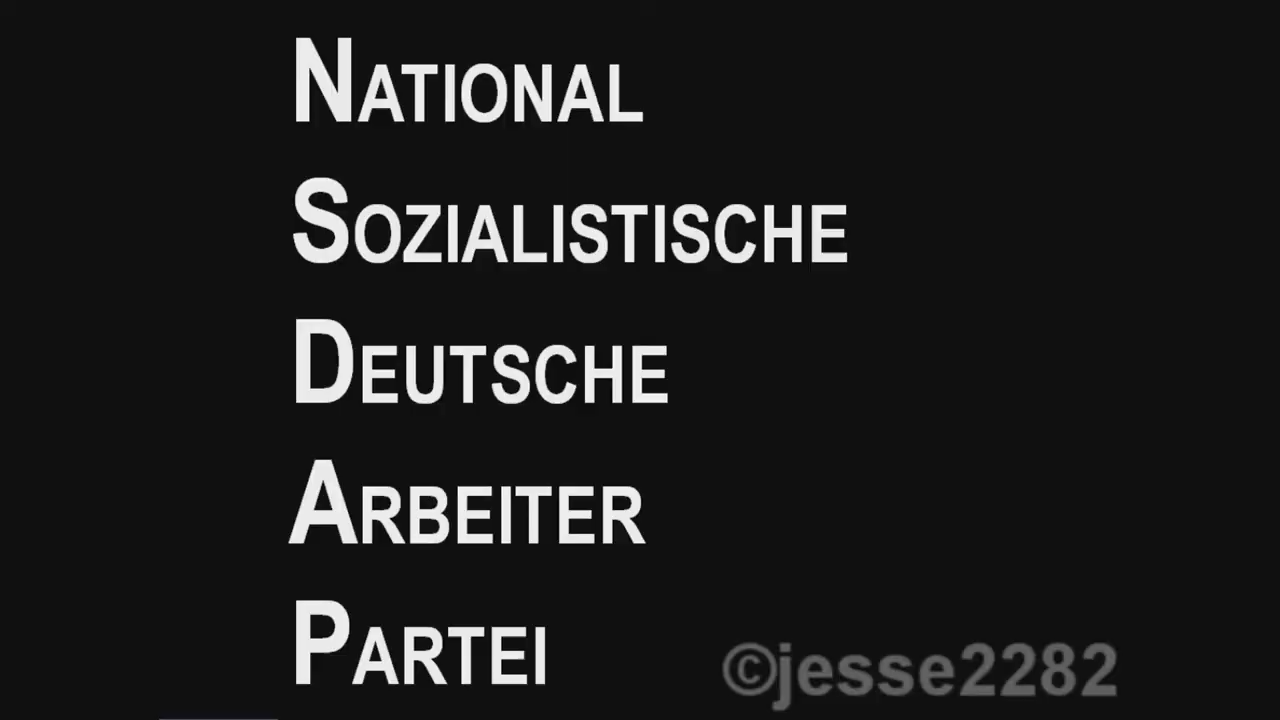 NATIONAL
SOZIALISTISCHE
DEUTSCHE
ARBEITER
PARTEI
©jesse2282